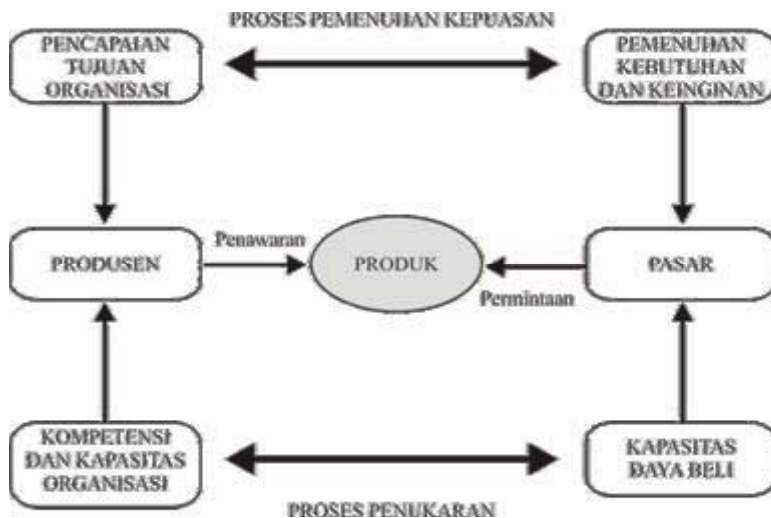 PROSES PEMENUHAN KEPUASAN
PENCAPAIAN
TUJUAN
ORGANISASI
PEMENUHAN
KEBUTUHAN
DAN KEINGINAN
PRODUSEN
Penawaran
PRODUK
Permintaan
PASAR
KOMPETENSI
DAN KAPASITAS
ORGANISASI
KAPASITAS
DAYA BELI
PROSES PENUKARAN